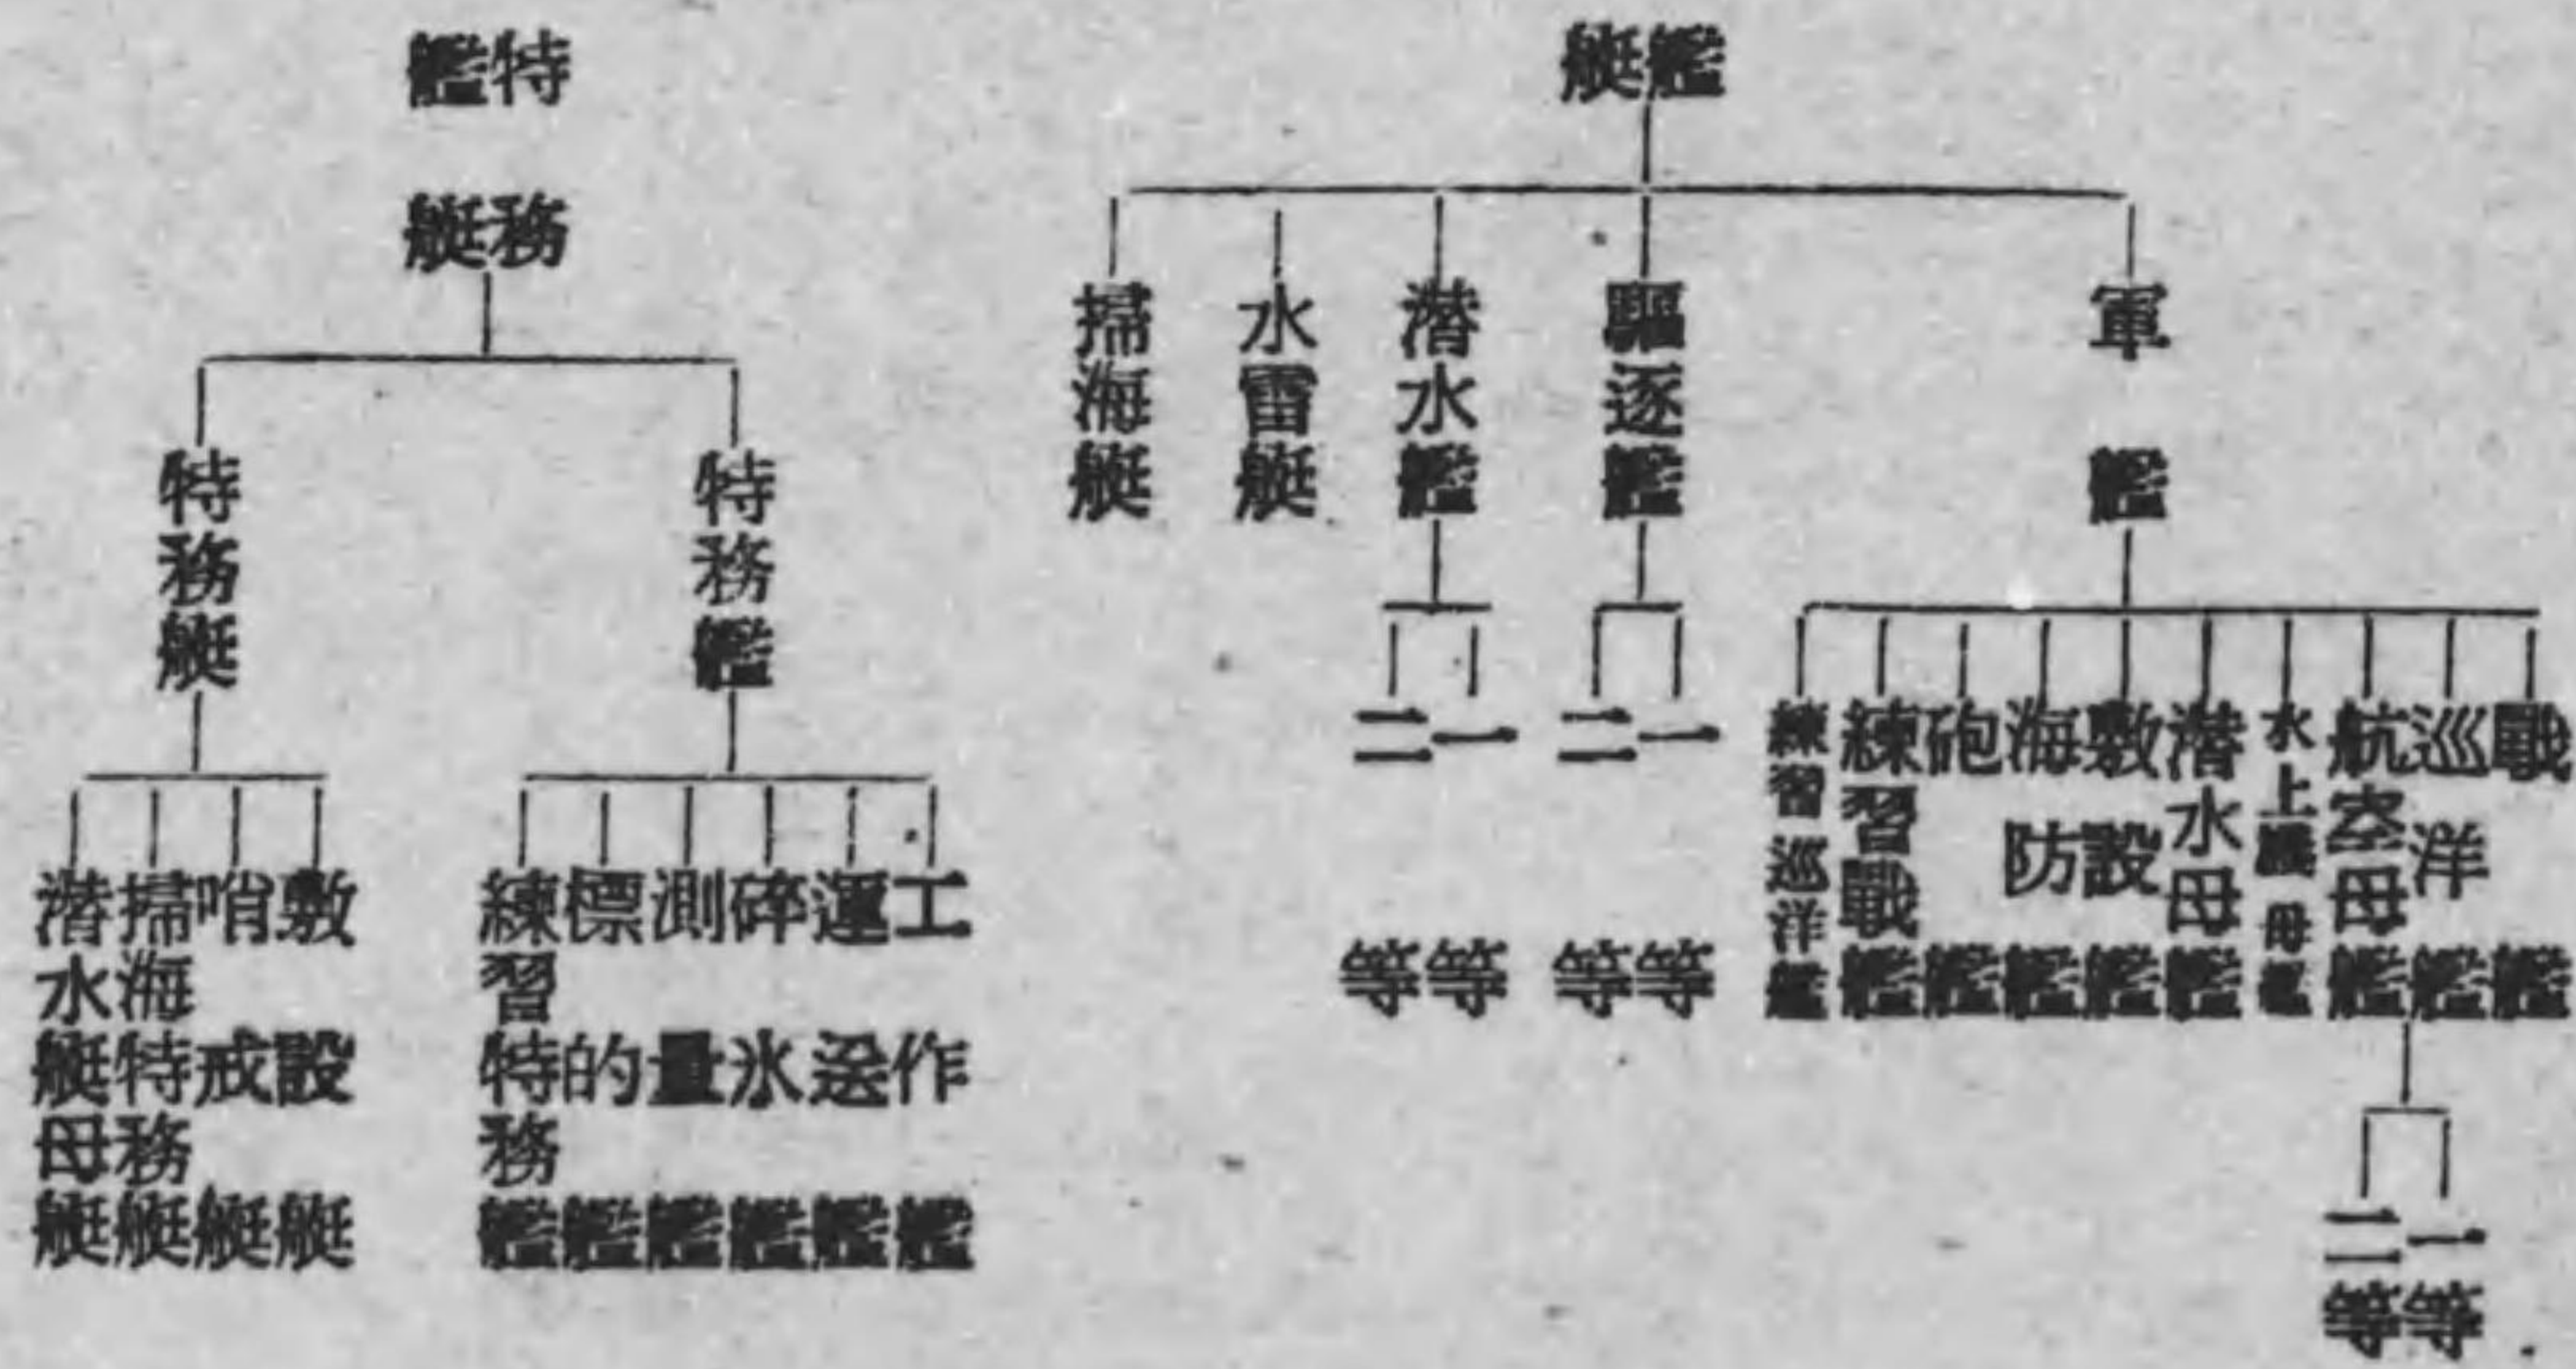 艦艇
軍艦
戰艦
巡洋艦
一等
二等
航空母艦
水上機母艦
潜水母艦
敷設艦
海防艦
砲艦
練習戰艦
練習巡洋艦
驅逐艦
一等
二等
潜水艦
一等
二等
水雷艇
掃海艇
特務
艦艇
特務艦
工作艦
運送艦
碎氷艦
測量艦
標的艦
練習特務艦
特務艇
敷設艇
哨戒艇
掃海特務艇
潜水艇母艇